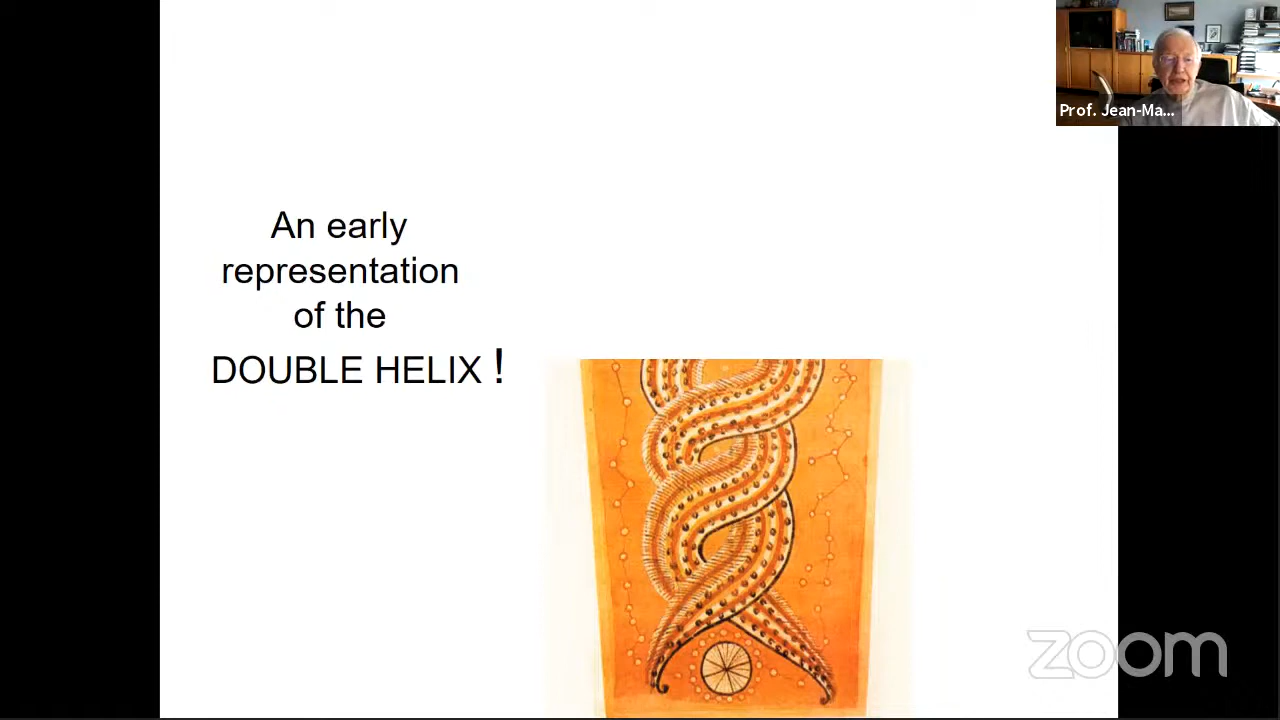 Prof. Jean-Ma...
An early
representation
of the
DOUBLE HELIX !
zoom